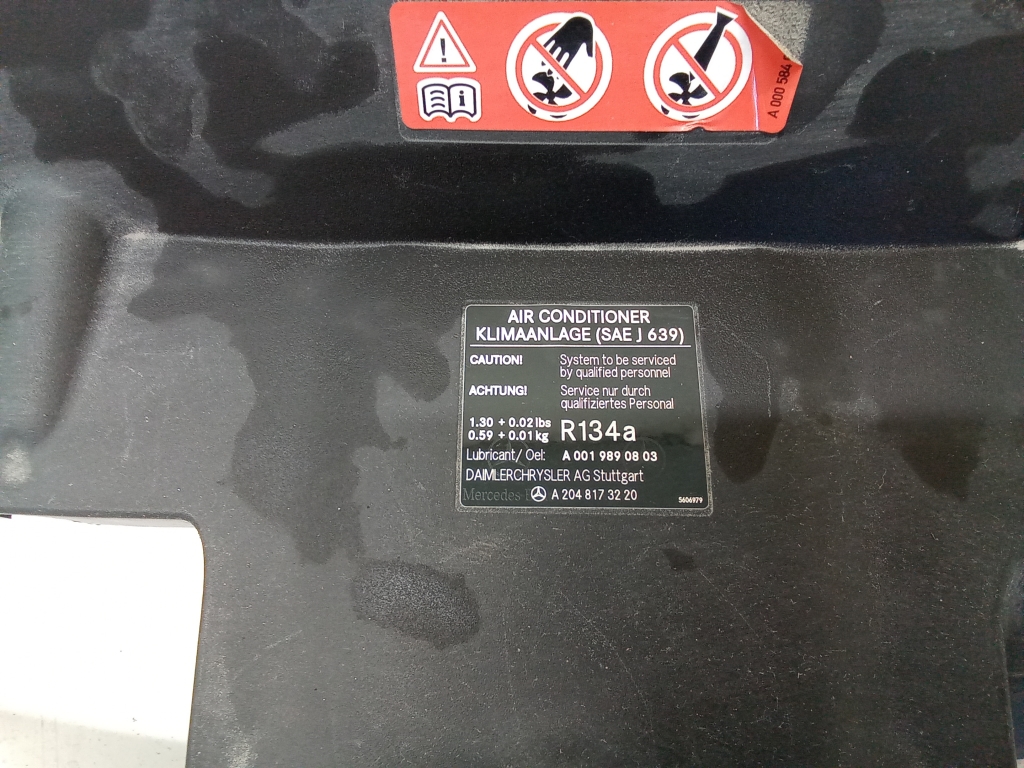 A 000 584
AIR CONDITIONER
KLIMAANLAGE (SAE J 639)
CAUTION! System to be serviced
by qualified personnel
ACHTUNG! Service nur durch
qualifiziertes Personal
1.30 + 0.02 lbs
0.59 + 0.01 kg R134a
Lubricant/ Oel: A 001 989 08 03
DAIMLERCHRYSLER AG Stuttgart
Mercedes A 204 817 32 20 5606979